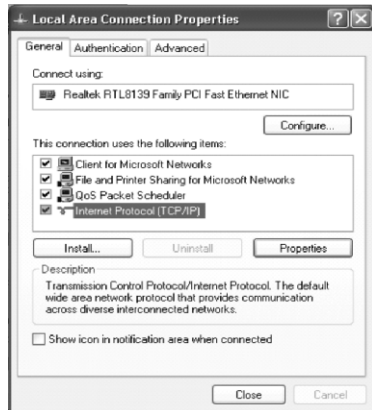 Local Area Connection Properties
General Authentication Advanced
Connect using:
Realtek RTL8139 Family PCI Fast Ethernet NIC
Configure...
This connection uses the following items:
Client for Microsoft Networks
File and Printer Sharing for Microsoft Networks
QoS Packet Scheduler
Internet Protocol (TCP/IP)
Install... Uninstall Properties
Description
Transmission Control Protocol/Internet Protocol. The default
wide area network protocol that provides communication
across diverse interconnected networks.
Show icon in notification area when connected
Close Cancel